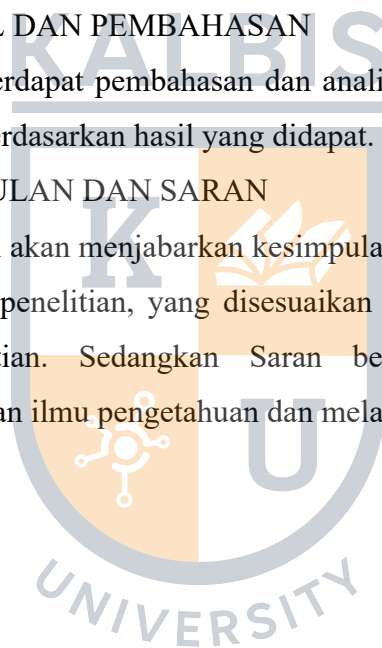 KALBIS
L DAN PEMBAHASAN
erdapat pembahasan dan anali
erdasarkan hasil yang didapat.
ULAN DAN SARAN
akan menjabarkan kesimpula
penelitian, yang disesuaikan
tian. Sedangkan Saran be
an ilmu pengetahuan dan mela
K
U
UNIVERSITY